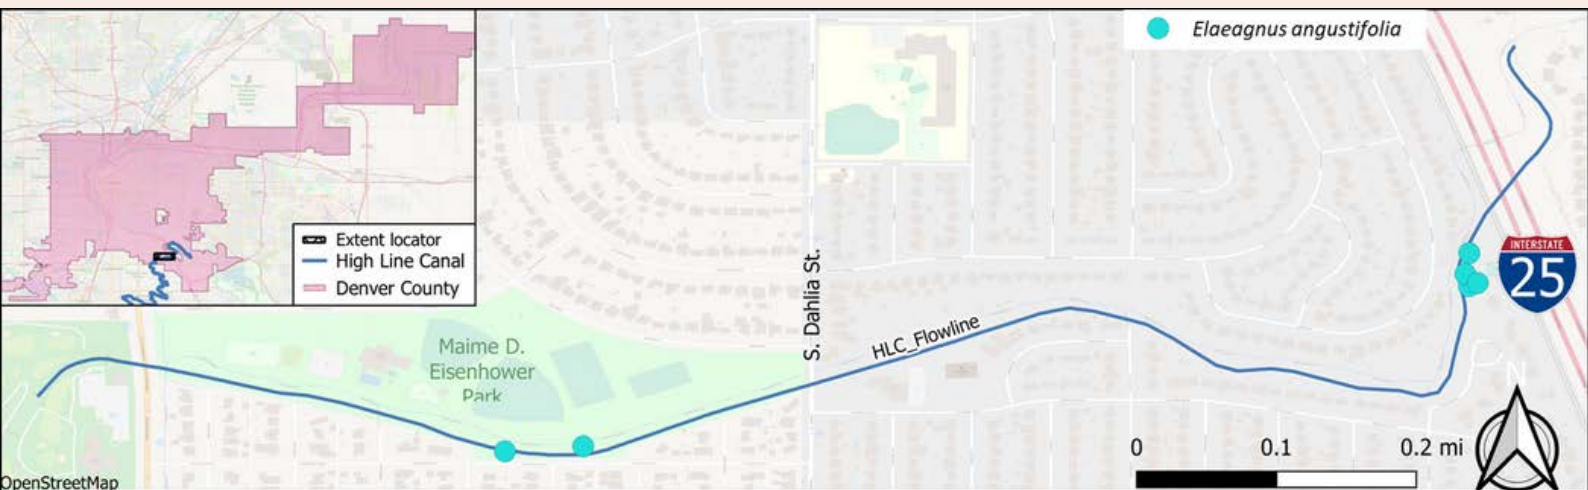 Elaeagnus angustifolia
Extent locator
High Line Canal
Denver County
S. Dahlia St.
INTERSTATE
25
HLC_Flowline
Maime D.
Eisenhower
Park
0 0.1 0.2 mi
N
OpenStreetMap